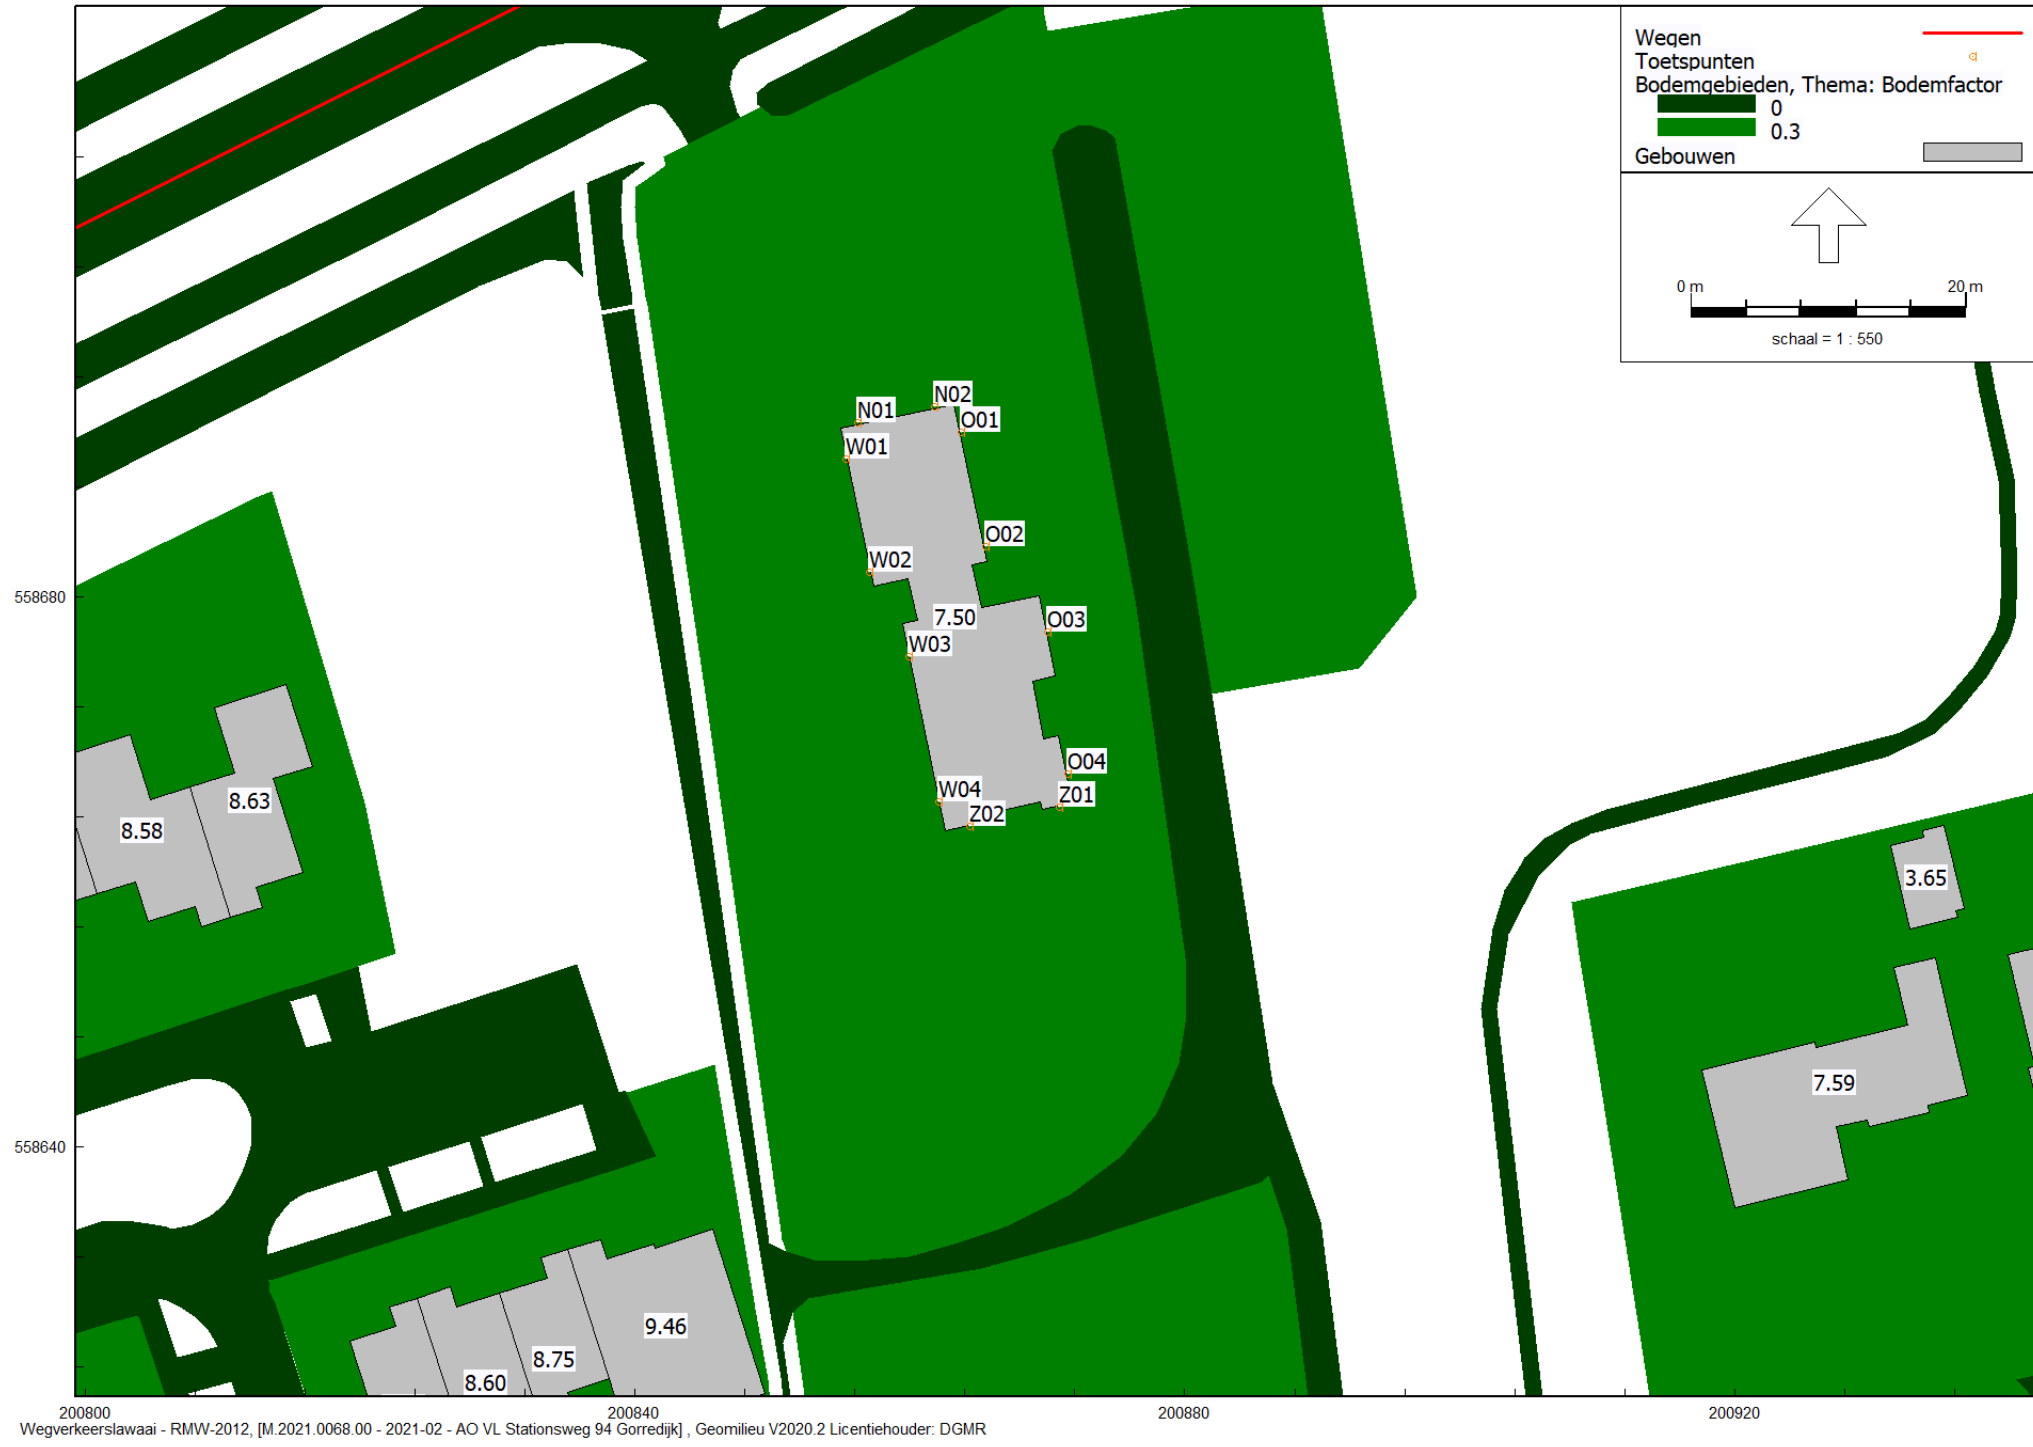 Wegen
Toetspunten
Bodemgebieden, Thema: Bodemfactor
0
0.3
Gebouwen
0 m 20 m
schaal = 1 : 550
N02
N01
O01
W01
O02
W02
558680
7.50
O03
W03
O04
W04
Z01
Z02
8.63
8.58
3.65
7.59
558640
9.46
8.75
8.60
200800 200840 200880 200920
Wegverkeerslawaai - RMW-2012, [M.2021.0068.00 - 2021-02 - AO VL Stationsweg 94 Gorredijk] , Geomilieu V2020.2 Licentiehouder: DGMR